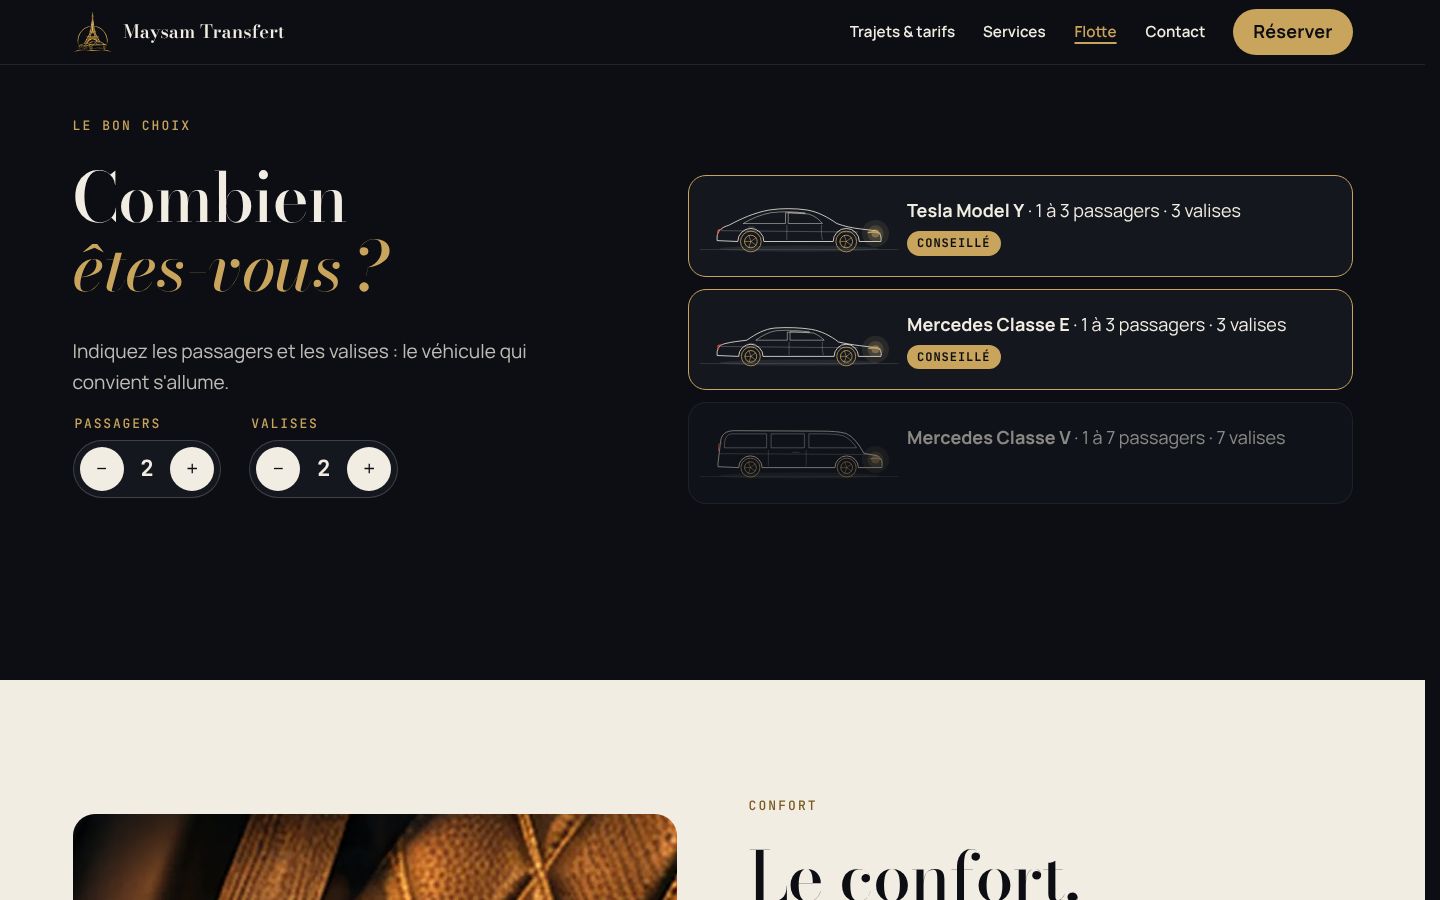 Maysam Transfert
Trajets & tarifs
Services
Flotte
Contact
Réserver
LE BON CHOIX
Combien
êtes-vous ?
Indiquez les passagers et les valises : le véhicule qui
convient s'allume.
PASSAGERS
VALISES
− 2 +
− 2 +
Tesla Model Y · 1 à 3 passagers · 3 valises
CONSEILLÉ
Mercedes Classe E · 1 à 3 passagers · 3 valises
CONSEILLÉ
Mercedes Classe V · 1 à 7 passagers · 7 valises
CONFORT
Le confort,